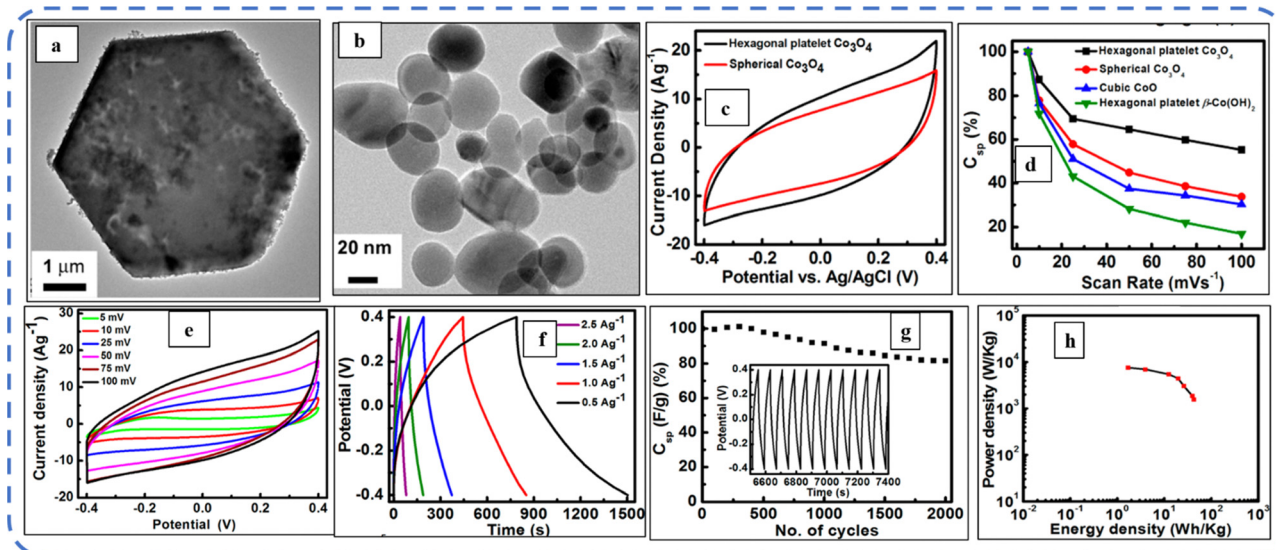 a
1 μm
b
20 nm
c
Hexagonal platelet Co₃O₄
Spherical Co₃O₄
Current Density (Ag⁻¹)
20
10
0
-10
-20
-0.4 -0.2 0.0 0.2 0.4
Potential vs. Ag/AgCl (V)
d
Hexagonal platelet Co₃O₄
Spherical Co₃O₄
Cubic CoO
Hexagonal platelet β-Co(OH)₂
Csp (%)
100
80
60
40
20
0 20 40 60 80 100
Scan Rate (mVs⁻¹)
e
5 mV
10 mV
25 mV
50 mV
75 mV
100 mV
Current density (Ag⁻¹)
30
20
10
0
-10
-20
-0.4 -0.2 0.0 0.2 0.4
Potential (V)
f
2.5 Ag⁻¹
2.0 Ag⁻¹
1.5 Ag⁻¹
1.0 Ag⁻¹
0.5 Ag⁻¹
Potential (V)
0.4
0.2
0.0
-0.2
-0.4
0 300 600 900 1200 1500
Time (s)
g
Csp (F/g) (%)
100
80
60
40
20
0
0 500 1000 1500 2000
No. of cycles
Potential (V)
0.4
0.2
0.0
-0.2
-0.4
6600 6800 7000 7200 7400
Time (s)
h
Power density (W/Kg)
10⁵
10⁴
10³
10²
10¹
10⁻² 10⁻¹ 10⁰ 10¹ 10² 10³
Energy density (Wh/Kg)